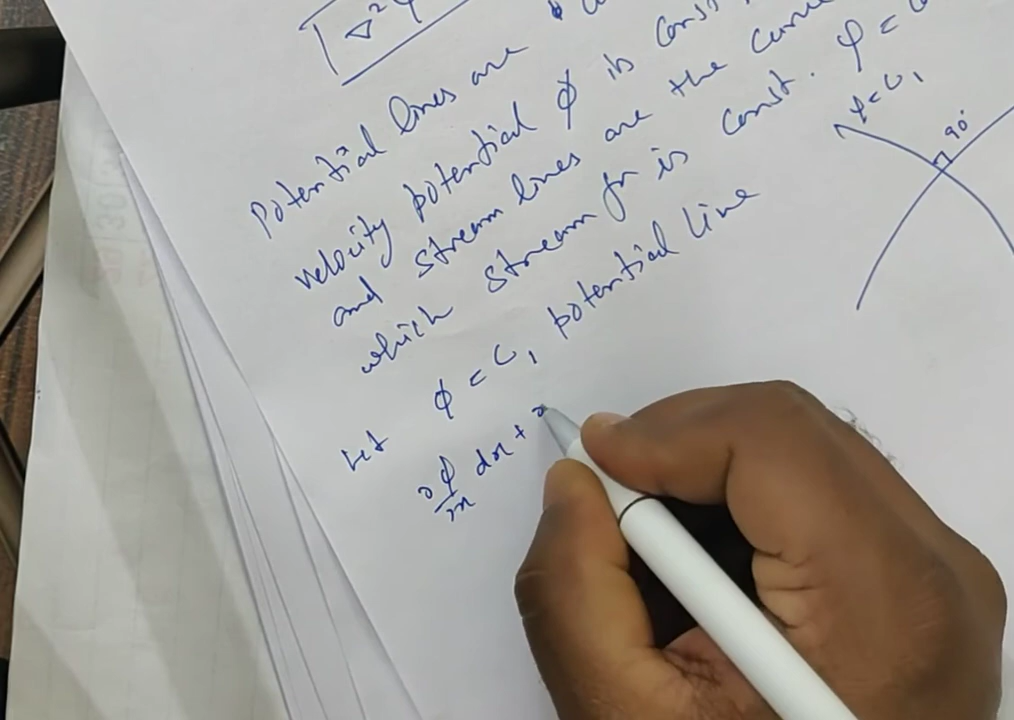 ∇²φ
Potential lines are
velocity potential ϕ is const
and stream lines are the curve
which stream fn is const. φ = c
φ = C₁
90°
Let ϕ = C₁ potential line
∂ϕ/∂x dx + ∂